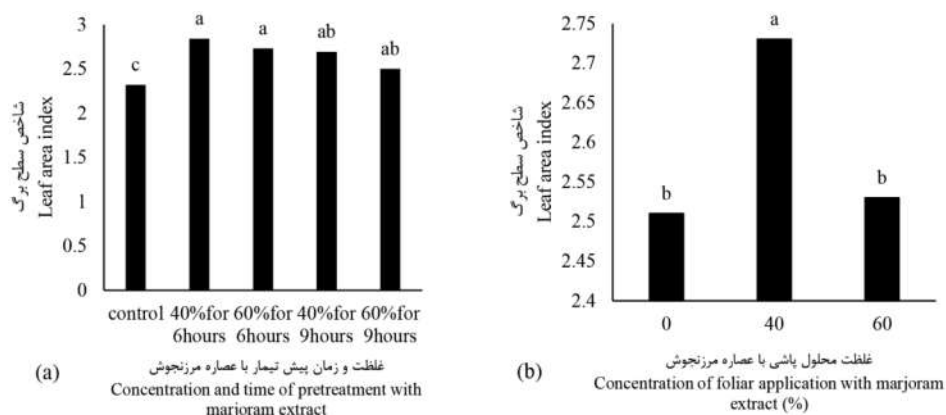 3
2.5
2
1.5
1
0.5
0
c
a
a
ab
ab
شاخص سطح برگ
Leaf area index
control 40%for 60%for 40%for 60%for
6hours 6hours 9hours 9hours
غلظت و زمان پیش تیمار با عصاره مرزنجوش
Concentration and time of pretreatment with
marjoram extract
(a)
2.75
2.7
2.65
2.6
2.55
2.5
2.45
2.4
b
a
b
شاخص سطح برگ
Leaf area index
0 40 60
غلظت محلول پاشی با عصاره مرزنجوش
Concentration of foliar application with marjoram
extract (%)
(b)